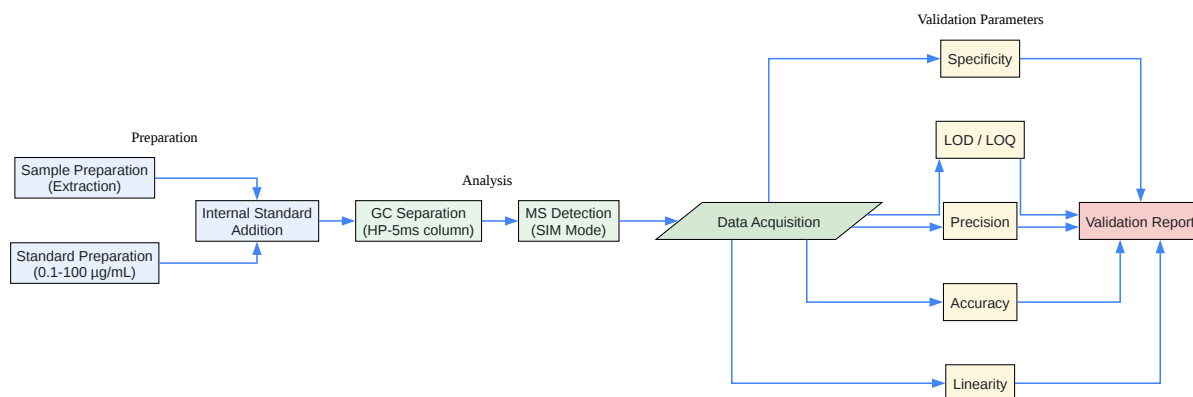 Validation Parameters
Specificity
Preparation
LOD / LOQ
Sample Preparation
(Extraction)
Analysis
Internal Standard
Addition
GC Separation
(HP-5ms column)
MS Detection
(SIM Mode)
Data Acquisition
Precision
Validation Report
Standard Preparation
(0.1-100 µg/mL)
Accuracy
Linearity